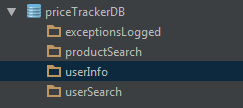 priceTrackerDB
exceptionsLogged
productSearch
userInfo
userSearch